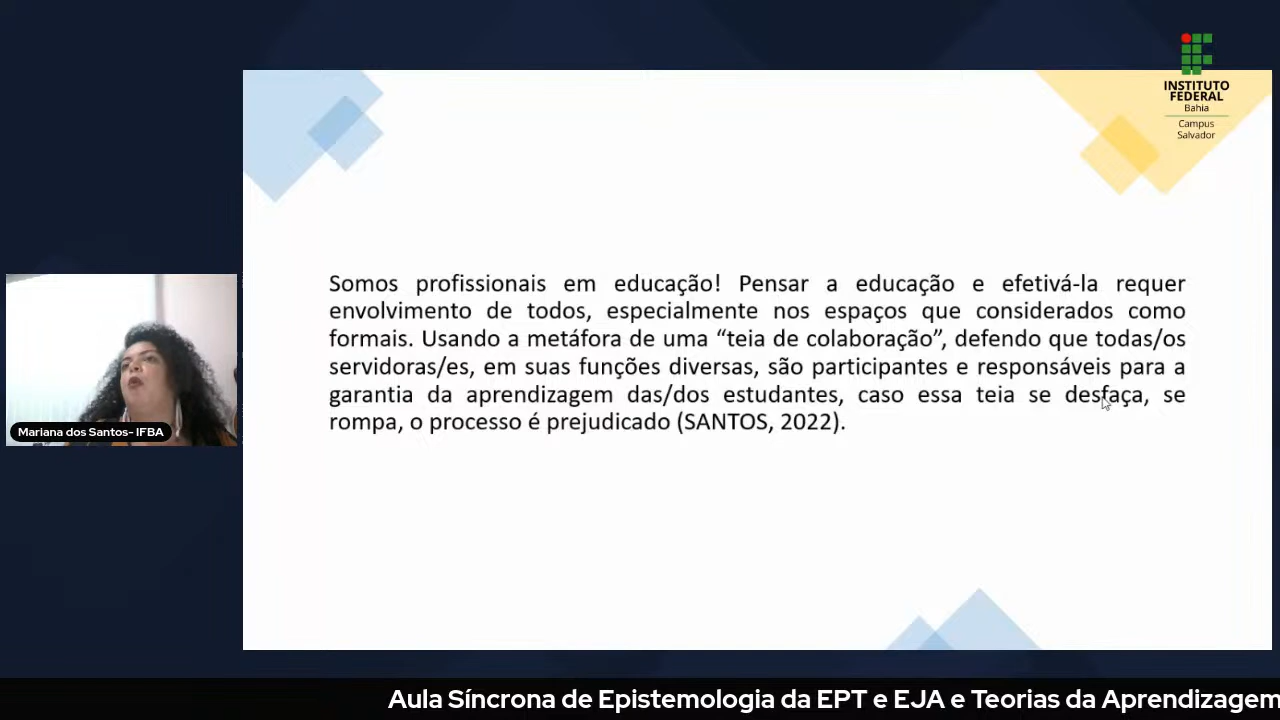 INSTITUTO
FEDERAL
Bahia
Campus
Salvador
Somos profissionais em educação! Pensar a educação e efetivá-la requer
envolvimento de todos, especialmente nos espaços que considerados como
formais. Usando a metáfora de uma “teia de colaboração”, defendo que todas/os
servidoras/es, em suas funções diversas, são participantes e responsáveis para a
garantia da aprendizagem das/dos estudantes, caso essa teia se desfaça, se
rompa, o processo é prejudicado (SANTOS, 2022).
Mariana dos Santos- IFBA
Aula Síncrona de Epistemologia da EPT e EJA e Teorias da Aprendizagem